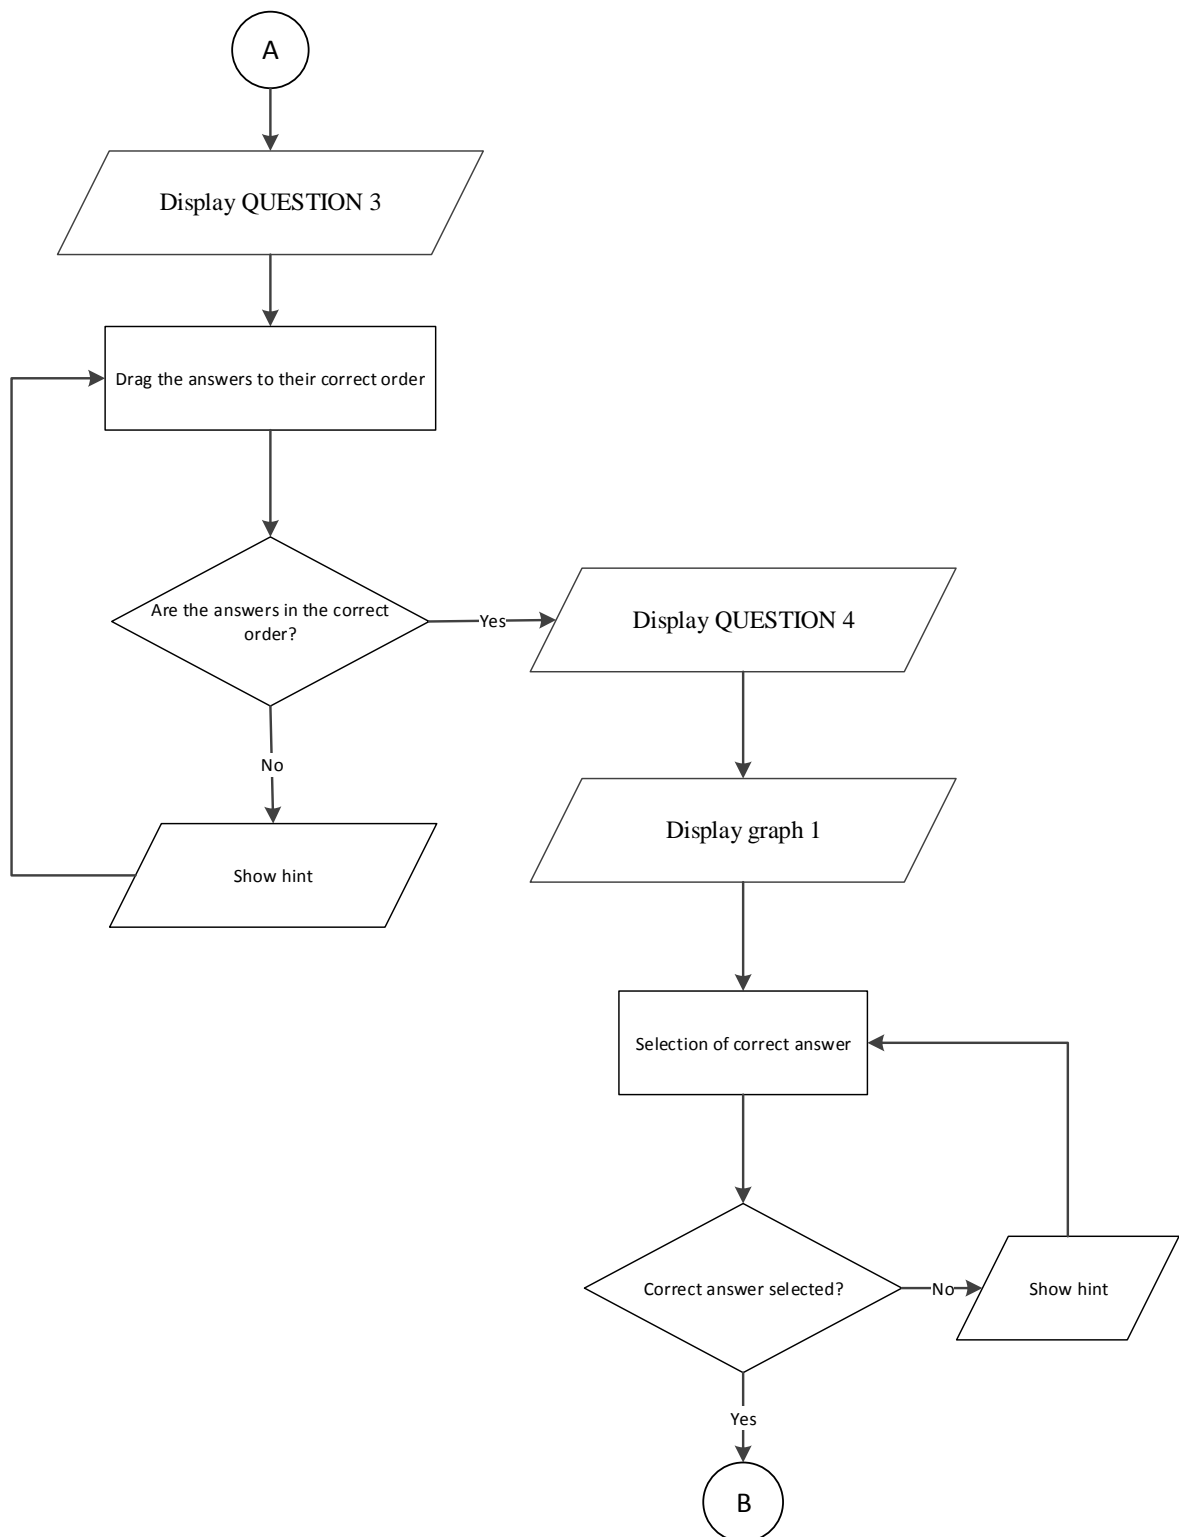 A
Display QUESTION 3
Drag the answers to their correct order
Are the answers in the correct
order?
Yes
Display QUESTION 4
No
Show hint
Display graph 1
Selection of correct answer
Correct answer selected?
No
Show hint
Yes
B